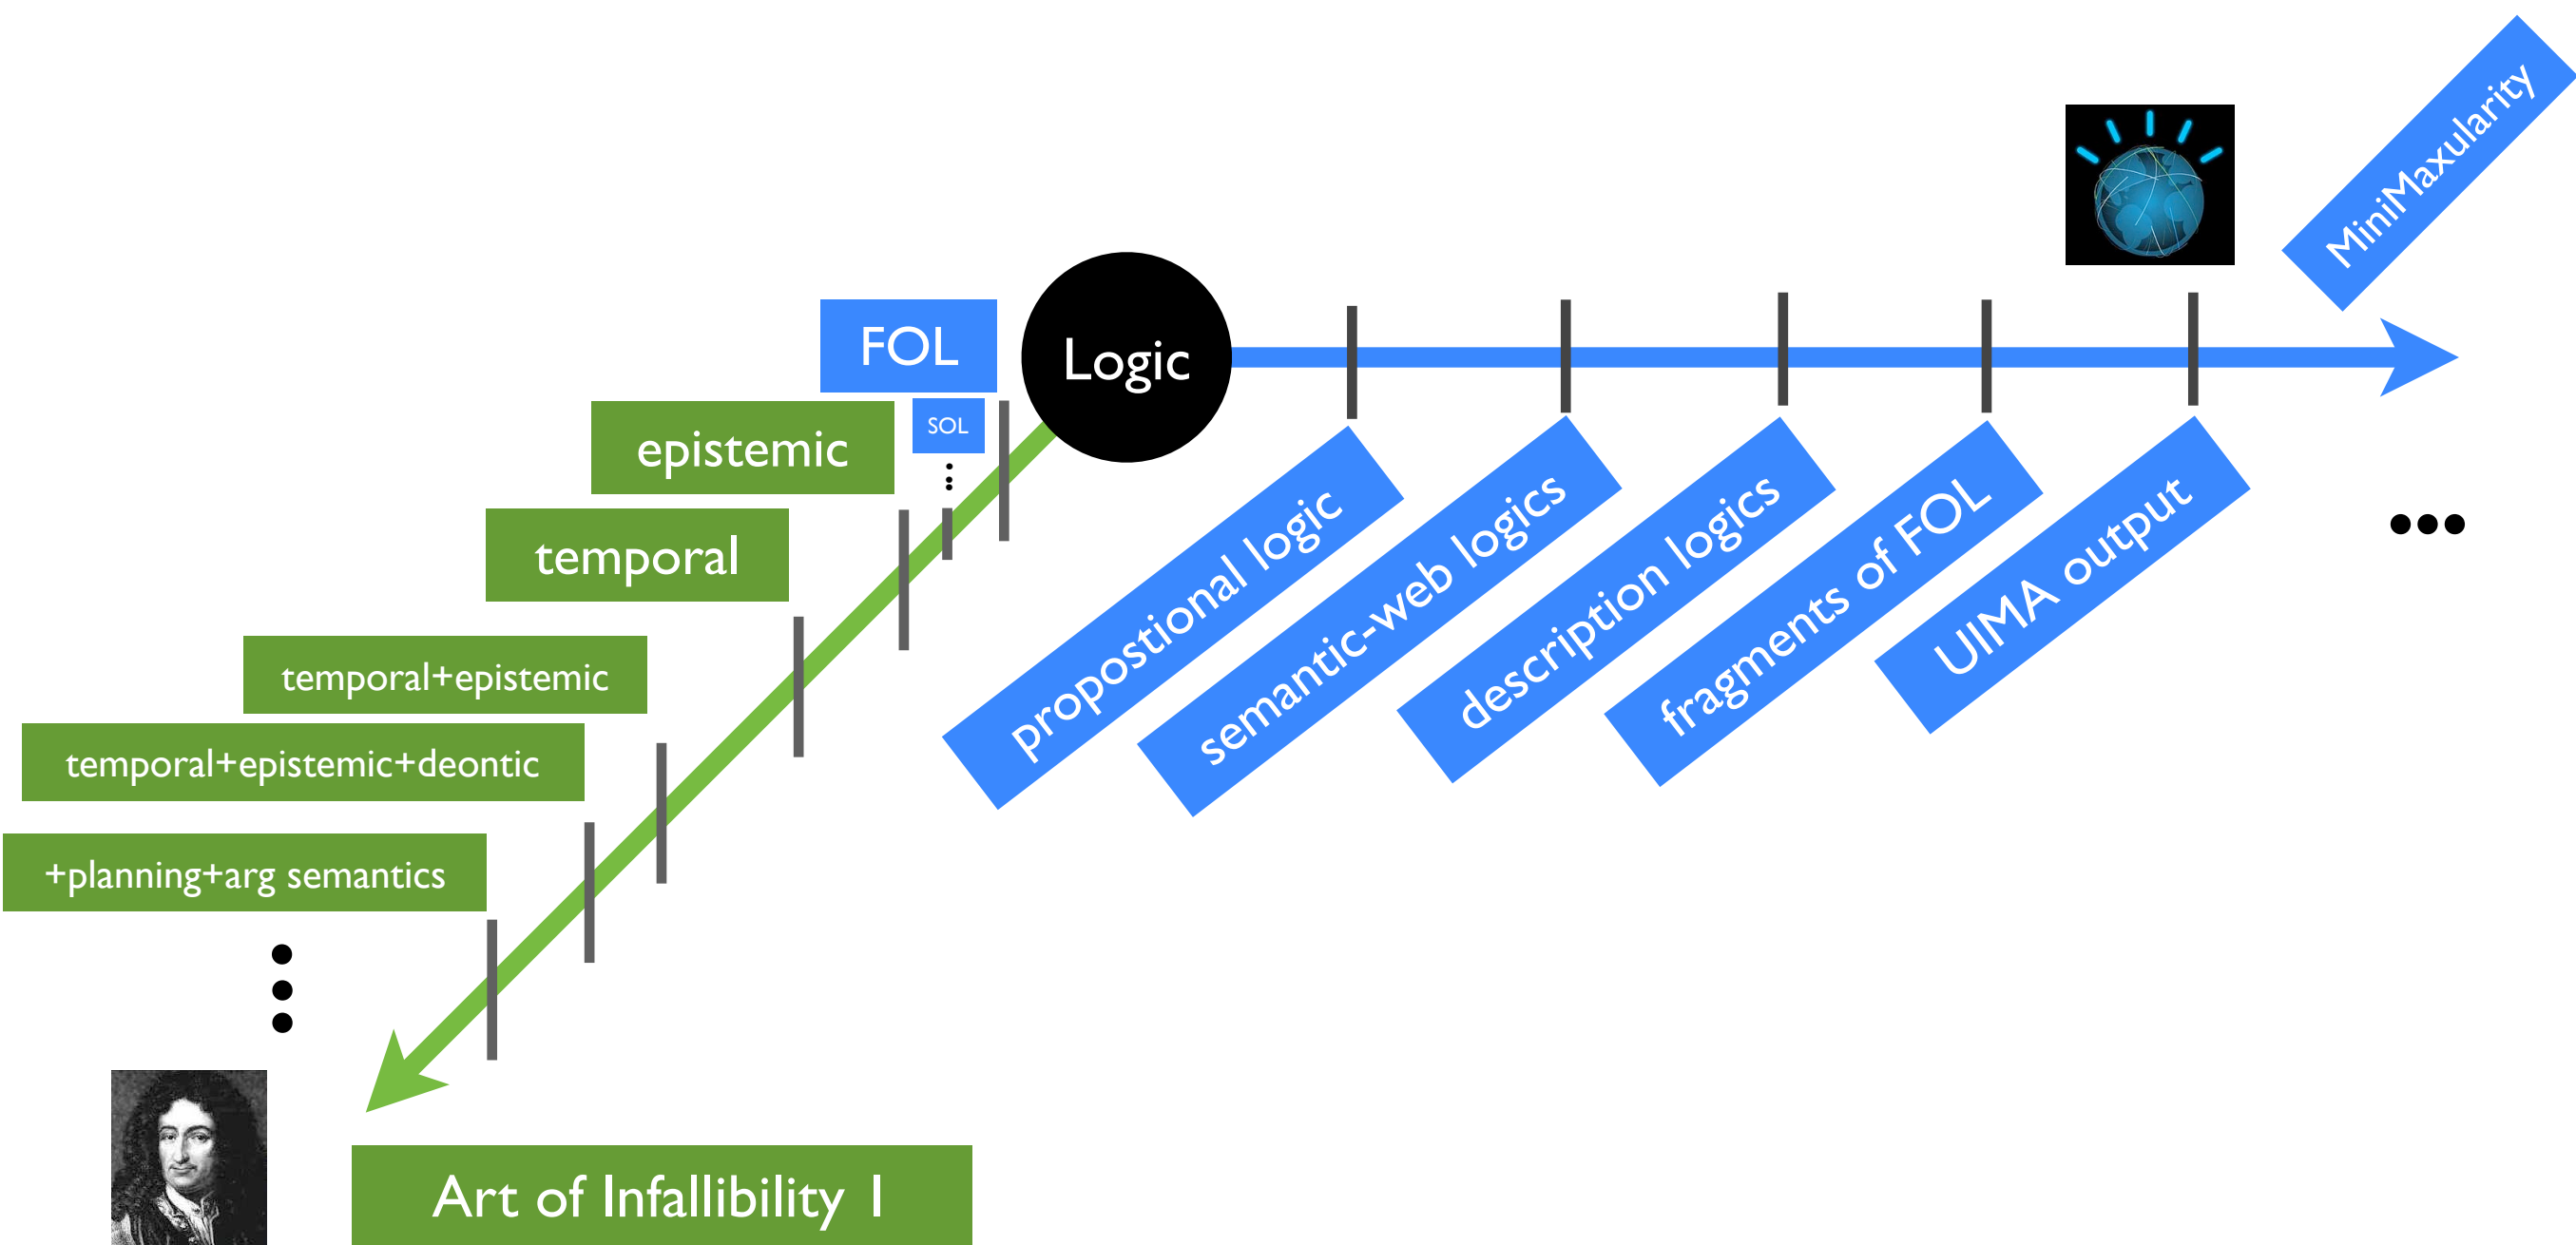 MiniMaxularity
FOL
Logic
SOL
epistemic
temporal
temporal+epistemic
temporal+epistemic+deontic
+planning+arg semantics
propostional logic
semantic-web logics
description logics
fragments of FOL
UIMA output
Art of Infallibility 1